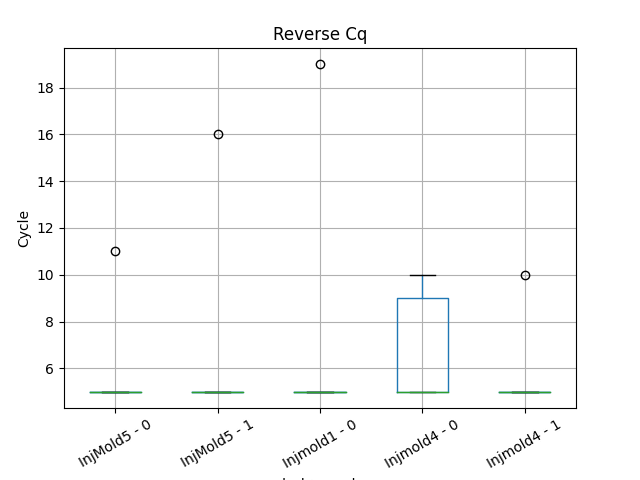 Reverse Cq
Cycle
18
16
14
12
10
8
6
InjMold5 - 0
InjMold5 - 1
Injmold1 - 0
Injmold4 - 0
Injmold4 - 1